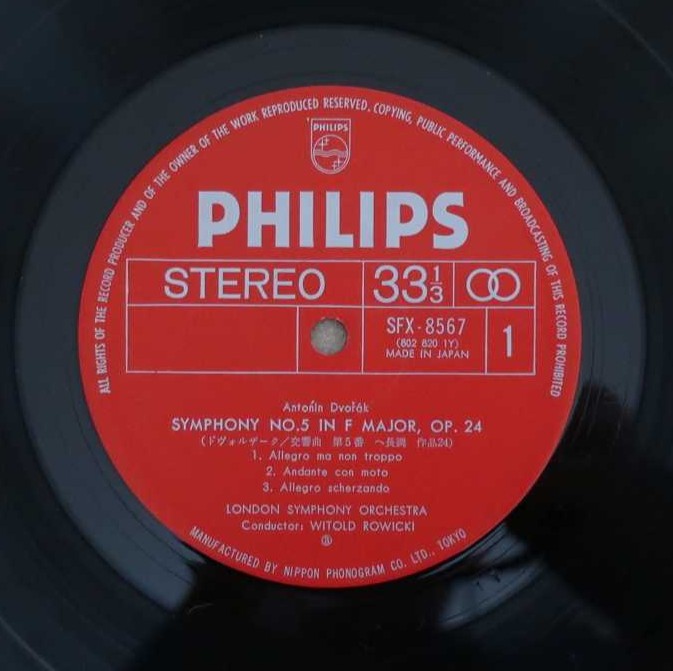 ALL RIGHTS OF THE RECORD PRODUCER AND OF THE OWNER OF THE WORK REPRODUCED RESERVED. COPYING, PUBLIC PERFORMANCE AND BROADCASTING OF THIS RECORD PROHIBITED
PHILIPS
PHILIPS
STEREO 33 1/3
SFX-8567
(802 820 1Y)
MADE IN JAPAN
1
Antońin Dvořák
SYMPHONY NO.5 IN F MAJOR, OP. 24
(ドヴォルザーク/交響曲 第5番 ヘ長調 作品24)
1. Allegro ma non troppo
2. Andante con moto
3. Allegro scherzando
LONDON SYMPHONY ORCHESTRA
Conductor: WITOLD ROWICKI
MANUFACTURED BY NIPPON PHONOGRAM CO. LTD., TOKYO